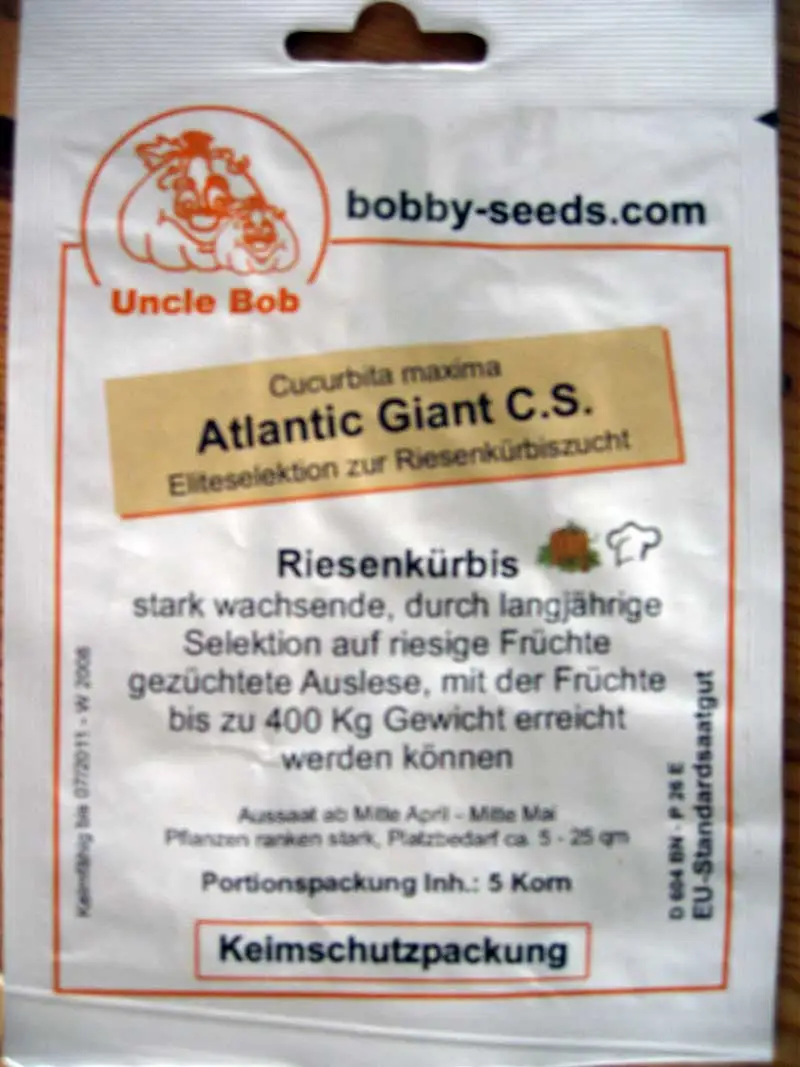 bobby-seeds.com
Uncle Bob
Cucurbita maxima
Atlantic Giant C.S.
Eliteselektion zur Riesenkürbiszucht
Riesenkürbis
stark wachsende, durch langjährige
Selektion auf riesige Früchte
gezüchtete Auslese, mit der Früchte
bis zu 400 Kg Gewicht erreicht
werden können
Aussaat ab Mitte April - Mitte Mai
Pflanzen ranken stark, Platzbedarf ca. 5 - 25 qm
Portionspackung Inh.: 5 Korn
Keimschutzpackung
Keimfähig bis 07/2011 - W 2008
D 604 BN - P 26 E
EU-Standardsaatgut